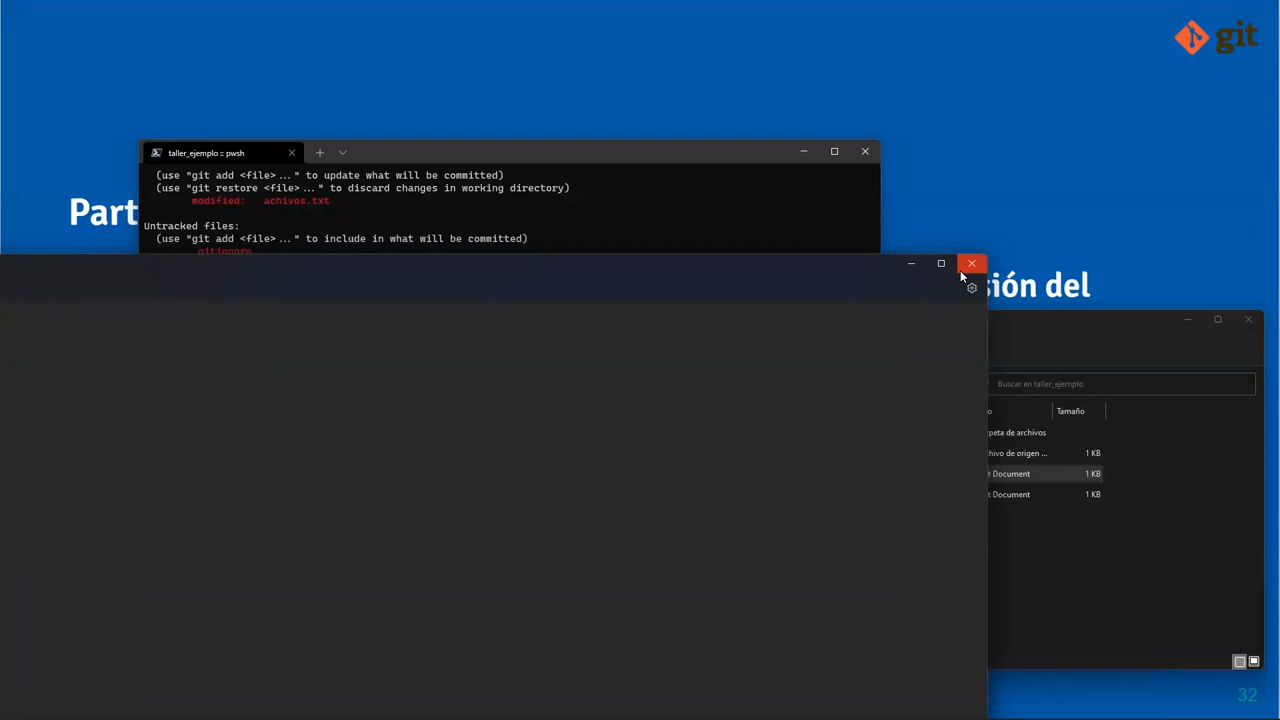 git
taller_ejemplo = pwsh
(use "git add <file>..." to update what will be committed)
(use "git restore <file>..." to discard changes in working directory)
modified: achivos.txt
Part
Untracked files:
(use "git add <file>..." to include in what will be committed)
gitignore
sión del
Buscar en taller_ejemplo
o Tamaño
rpeta de archivos
chivo de origen ... 1 KB
t Document 1 KB
t Document 1 KB
32